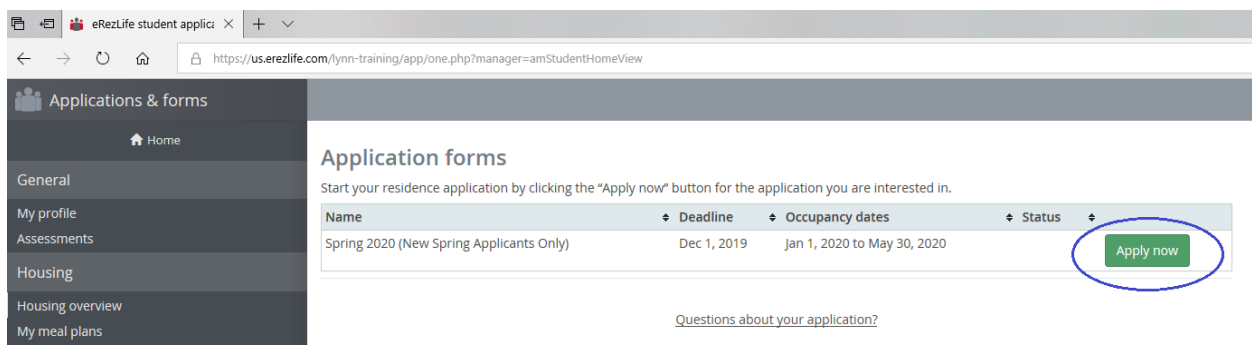 eRezLife student applica
https://us.erezlife.com/lynn-training/app/one.php?manager=amStudentHomeView
Applications & forms
Home
General
My profile
Assessments
Housing
Housing overview
My meal plans
Application forms
Start your residence application by clicking the “Apply now” button for the application you are interested in.
Name Deadline Occupancy dates Status
Spring 2020 (New Spring Applicants Only) Dec 1, 2019 Jan 1, 2020 to May 30, 2020 Apply now
Questions about your application?